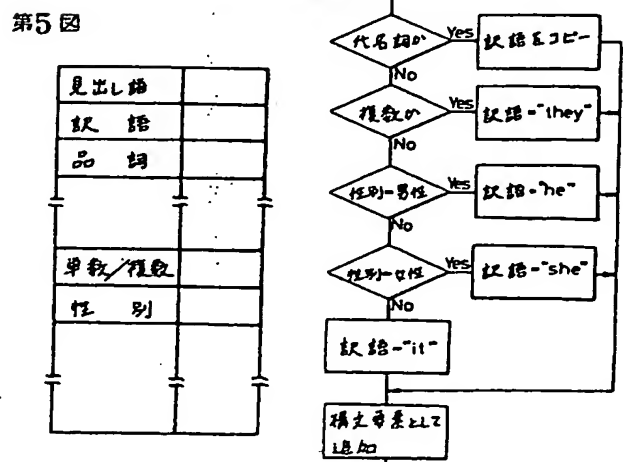 第5図
見出し語
訳語
品詞
単数/複数
性別
代名詞か
Yes
訳語をコピー
No
複数か
Yes
訳語="they"
No
性別=男性
Yes
訳語="he"
No
性別=女性
Yes
訳語="she"
No
訳語="it"
構文要素として
追加